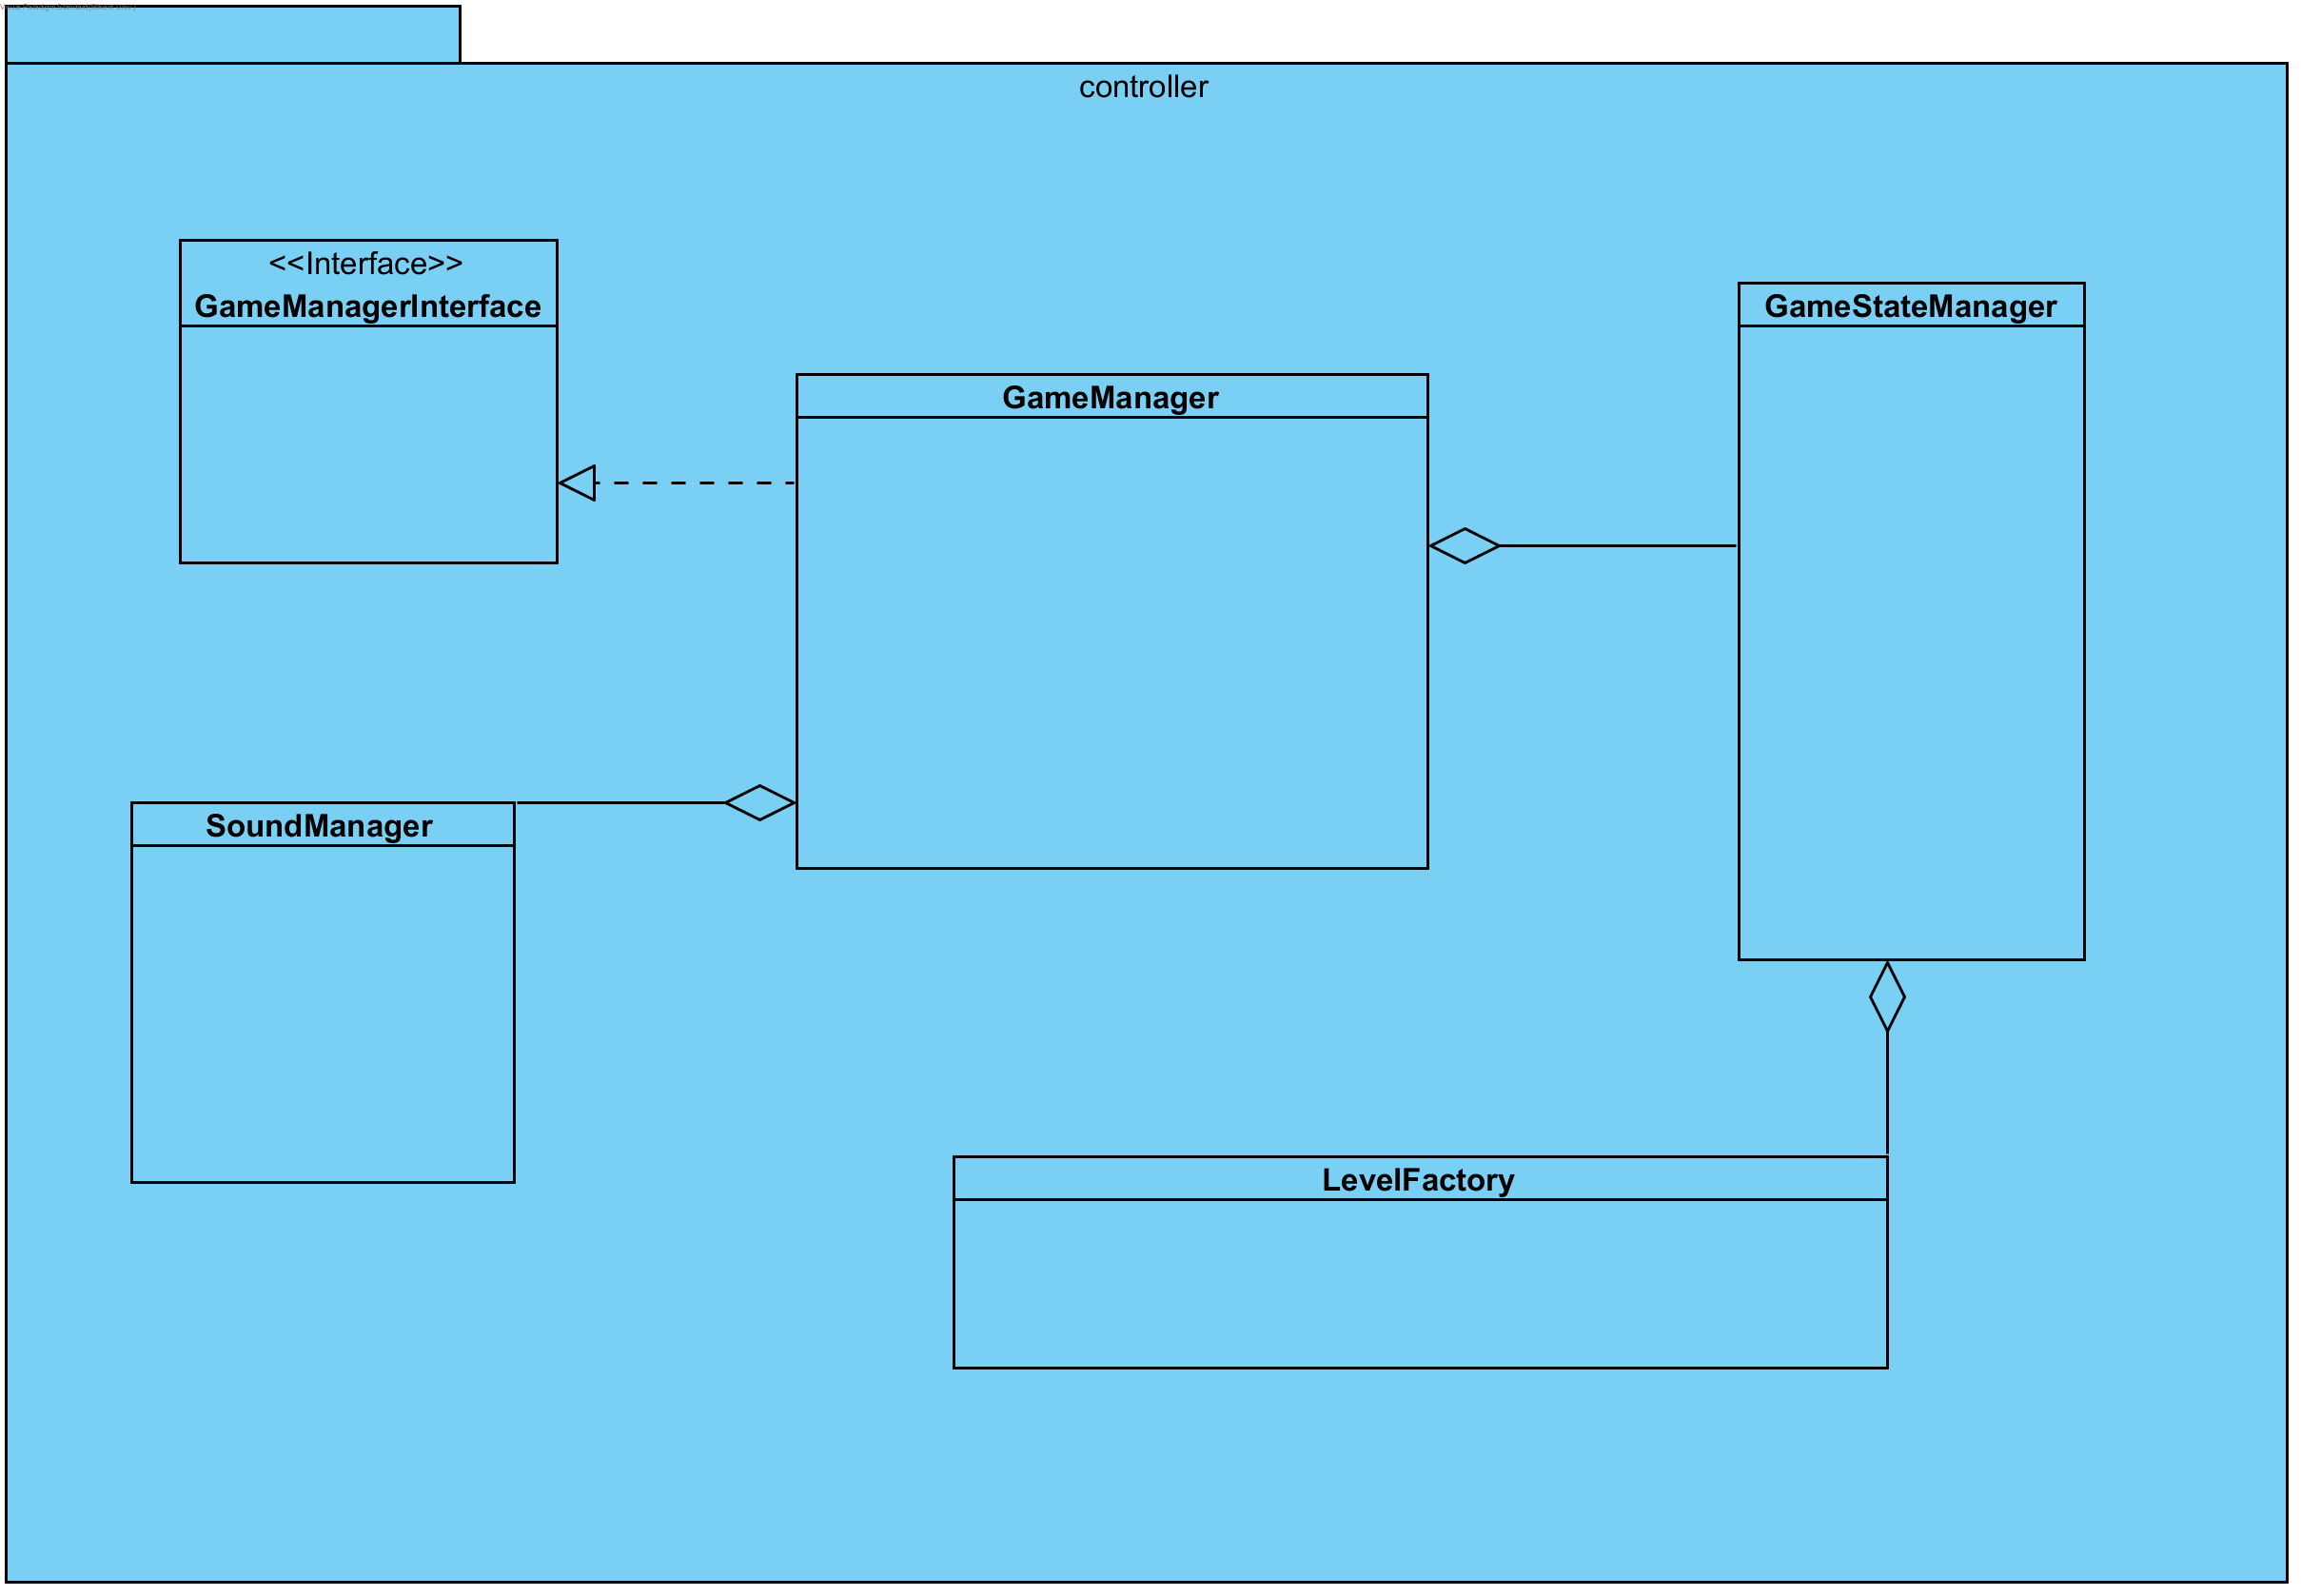 controller
<<Interface>>
GameManagerInterface
GameStateManager
GameManager
SoundManager
LevelFactory